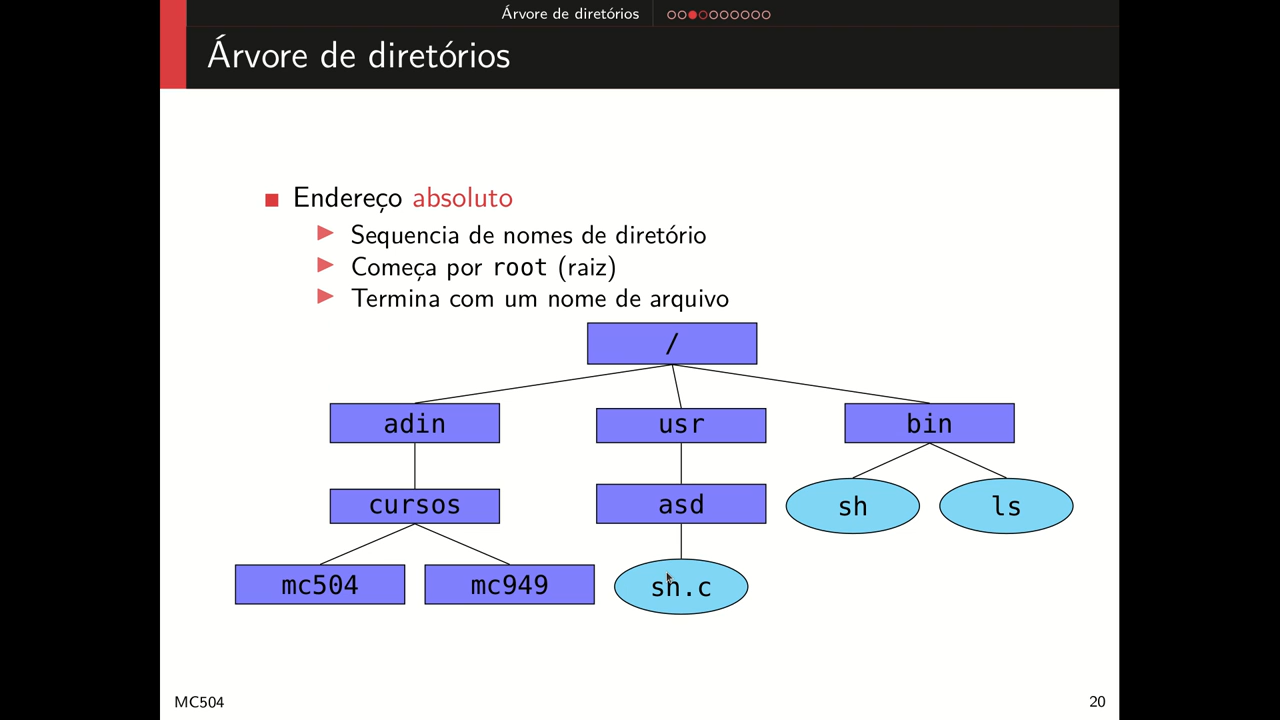 Árvore de diretórios
Árvore de diretórios
Endereço absoluto
Sequencia de nomes de diretório
Começa por root (raiz)
Termina com um nome de arquivo
/
adin
usr
bin
cursos
asd
sh
ls
mc504
mc949
sh.c
MC504
20